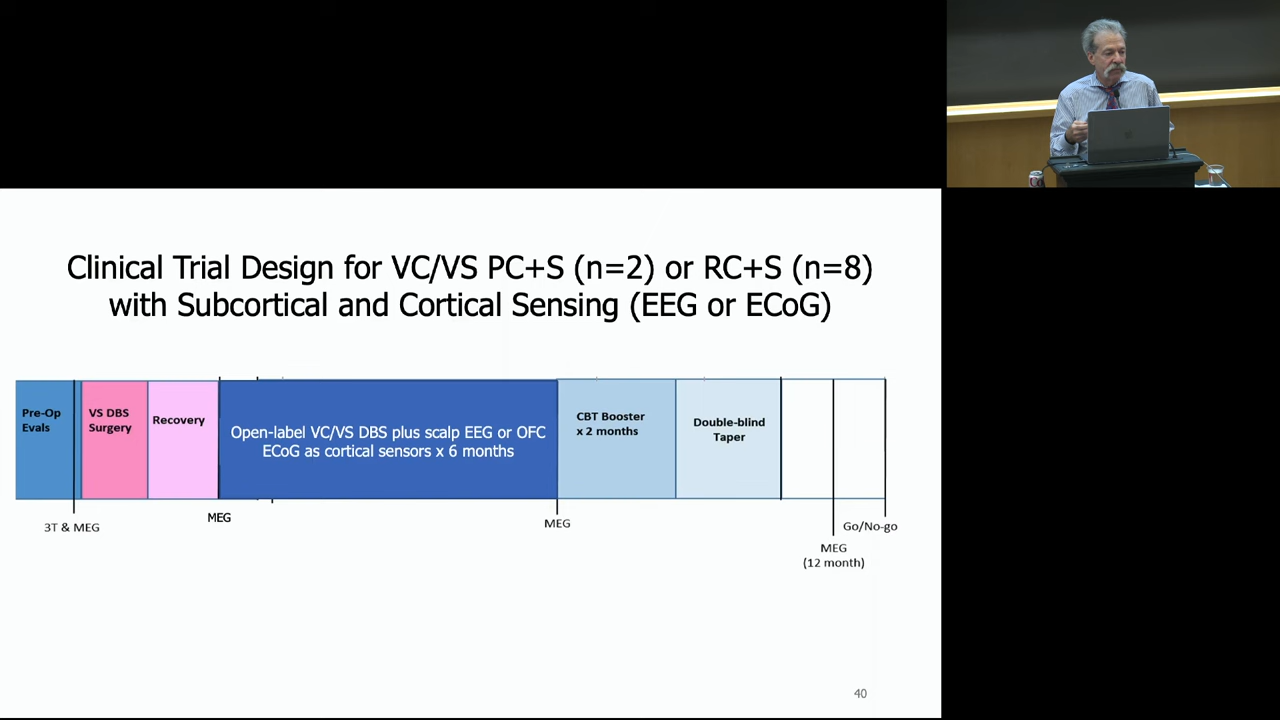 Clinical Trial Design for VC/VS PC+S (n=2) or RC+S (n=8)
with Subcortical and Cortical Sensing (EEG or ECoG)
Pre-Op
Evals
VS DBS
Surgery
Recovery
Open-label VC/VS DBS plus scalp EEG or OFC
ECoG as cortical sensors x 6 months
CBT Booster
x 2 months
Double-blind
Taper
3T & MEG
MEG
MEG
MEG
(12 month)
Go/No-go
40